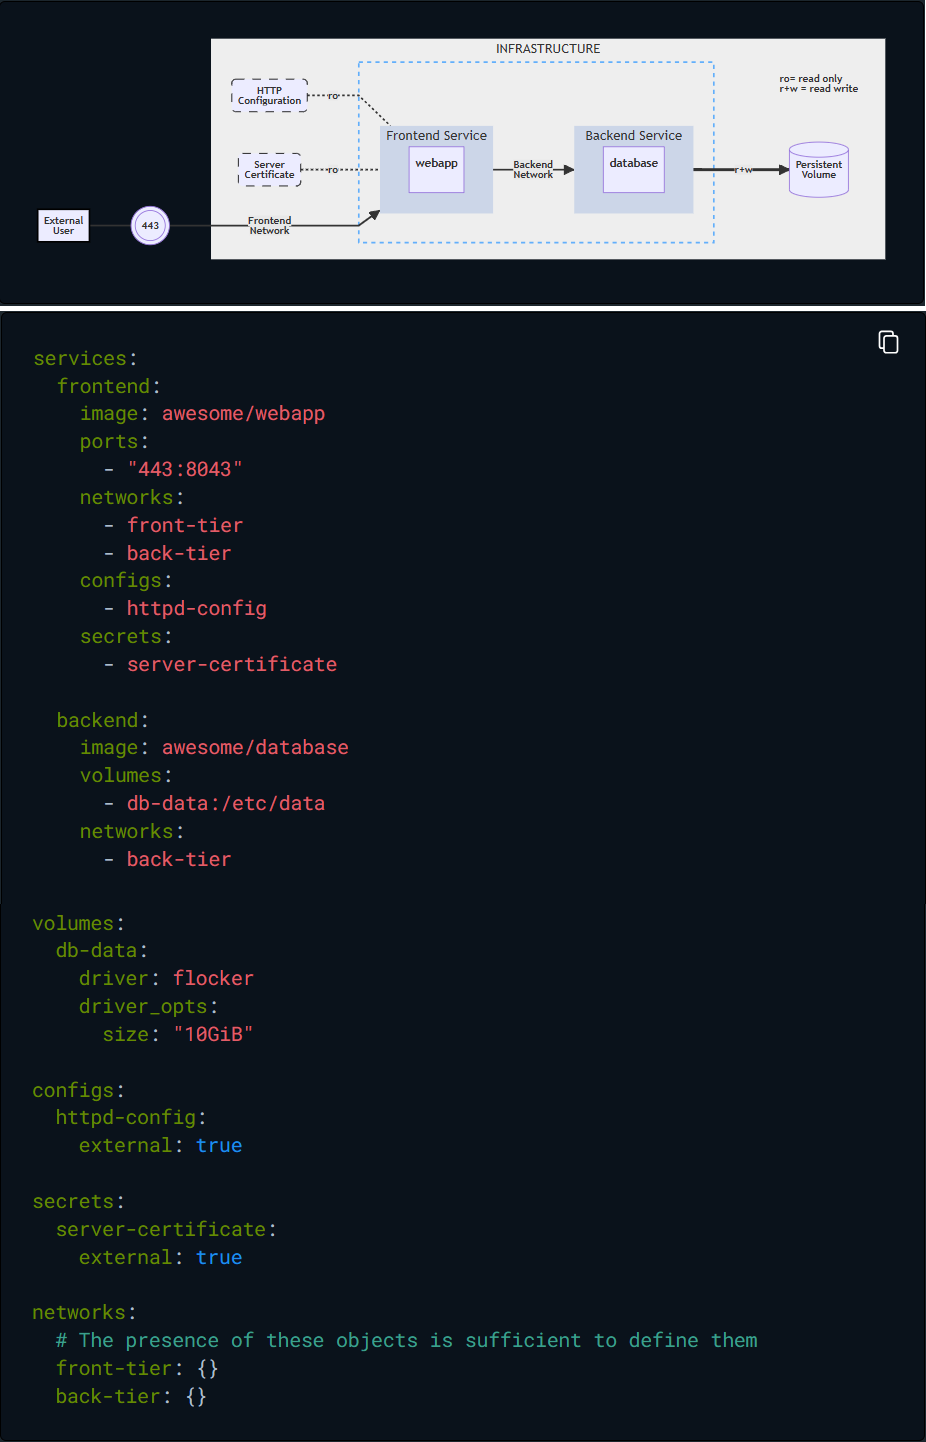 INFRASTRUCTURE
ro= read only
r+w = read write
HTTP
Configuration
ro
Frontend Service
webapp
Backend Service
database
Server
Certificate
ro
Backend
Network
r+w
Persistent
Volume
External
User
443
Frontend
Network
services:
  frontend:
    image: awesome/webapp
    ports:
      - "443:8043"
    networks:
      - front-tier
      - back-tier
    configs:
      - httpd-config
    secrets:
      - server-certificate

  backend:
    image: awesome/database
    volumes:
      - db-data:/etc/data
    networks:
      - back-tier

volumes:
  db-data:
    driver: flocker
    driver_opts:
      size: "10GiB"

configs:
  httpd-config:
    external: true

secrets:
  server-certificate:
    external: true

networks:
  # The presence of these objects is sufficient to define them
  front-tier: {}
  back-tier: {}